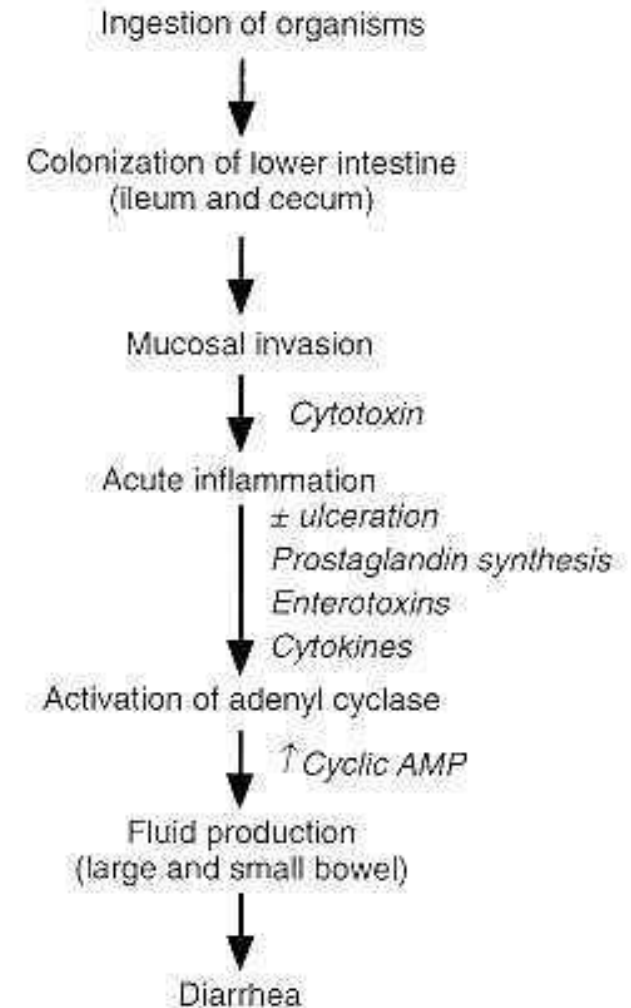 Ingestion of organisms
Colonization of lower intestine
(ileum and cecum)
Mucosal invasion
Cytotoxin
Acute inflammation
± ulceration
Prostaglandin synthesis
Enterotoxins
Cytokines
Activation of adenyl cyclase
↑ Cyclic AMP
Fluid production
(large and small bowel)
Diarrhea